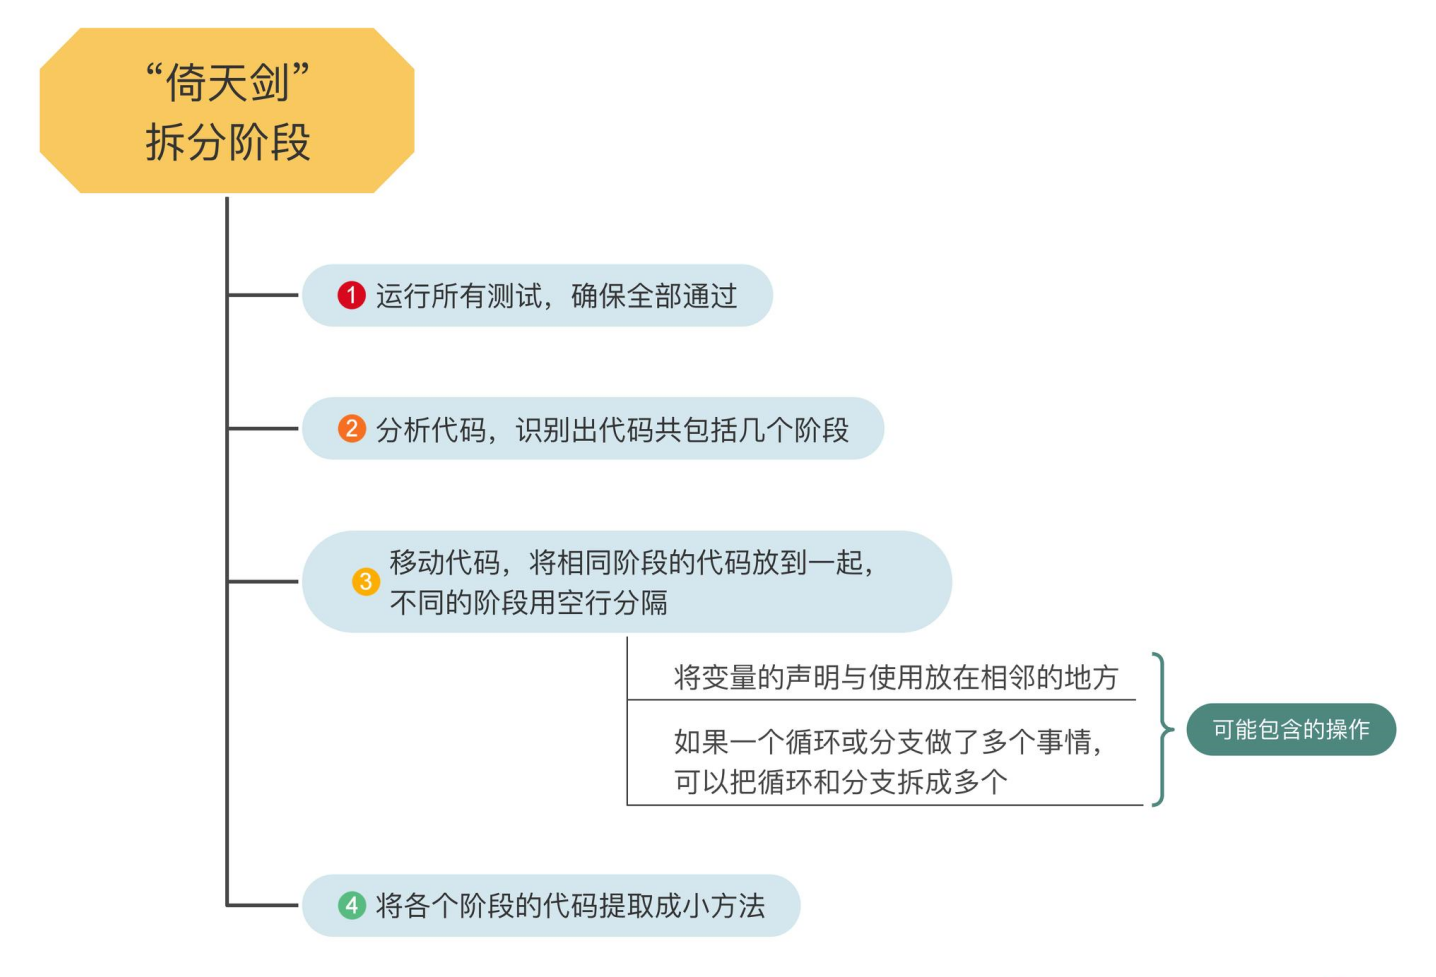 “倚天剑”
拆分阶段
1 运行所有测试，确保全部通过
2 分析代码，识别出代码共包括几个阶段
3 移动代码，将相同阶段的代码放到一起，
不同的阶段用空行分隔
将变量的声明与使用放在相邻的地方
如果一个循环或分支做了多个事情，
可以把循环和分支拆成多个
可能包含的操作
4 将各个阶段的代码提取成小方法